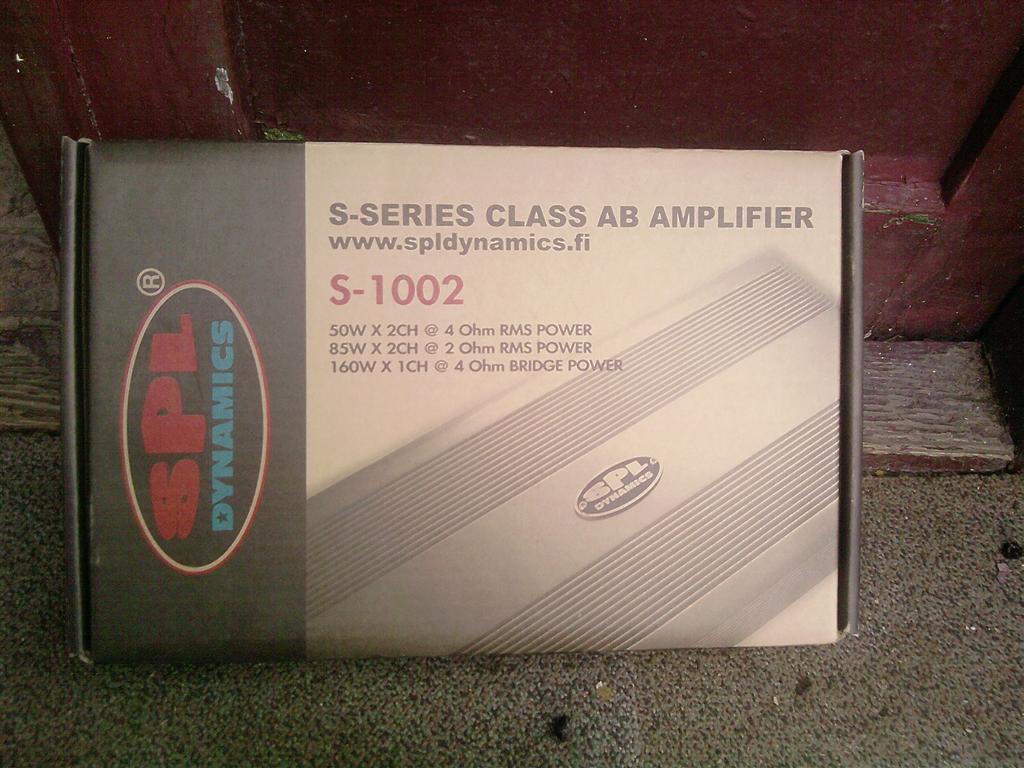 S-SERIES CLASS AB AMPLIFIER
www.spldynamics.fi
S-1002
50W X 2CH @ 4 Ohm RMS POWER
85W X 2CH @ 2 Ohm RMS POWER
160W X 1CH @ 4 Ohm BRIDGE POWER
SPL
DYNAMICS
®
SPL
DYNAMICS